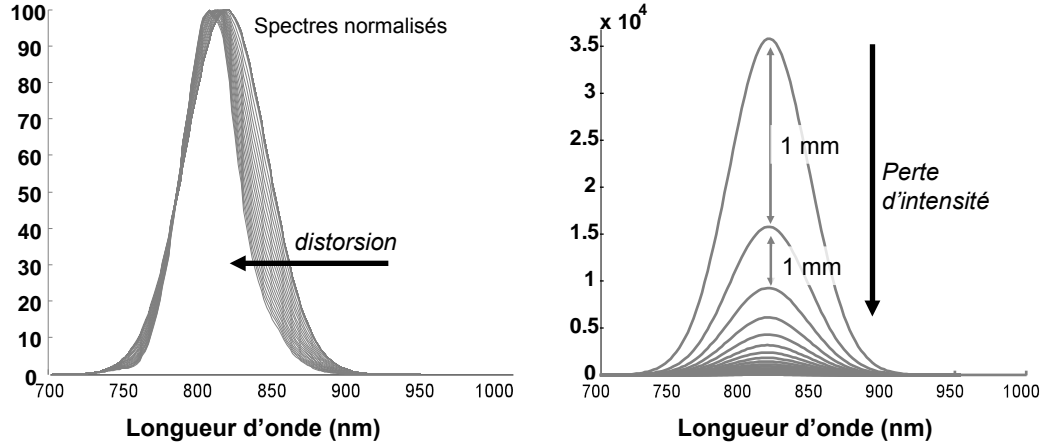 100
90
80
70
60
50
40
30
20
10
0
Spectres normalisés
distorsion
700 750 800 850 900 950 1000
Longueur d’onde (nm)
x 10⁴
3.5
3
2.5
2
1.5
1
0.5
0
1 mm
1 mm
Perte
d’intensité
700 750 800 850 900 950 1000
Longueur d’onde (nm)